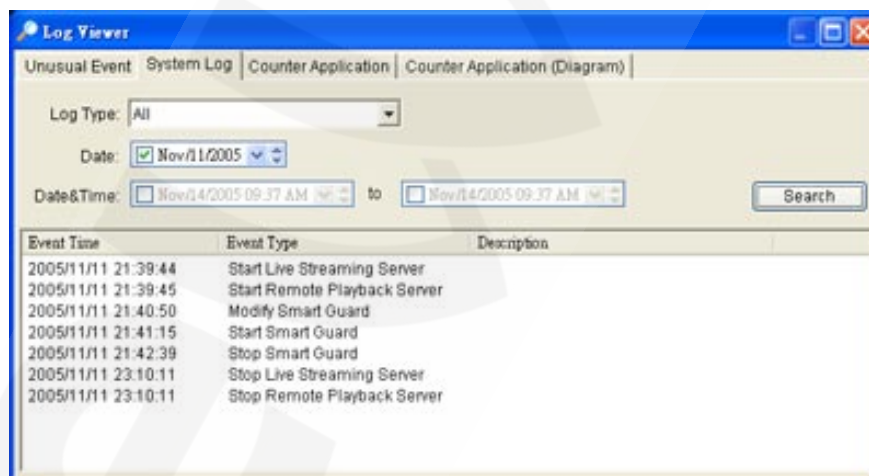 Log Viewer
Unusual Event System Log Counter Application Counter Application (Diagram)
Log Type: All
Date: Nov/11/2005
Date&Time: Nov/14/2005 09:37 AM to Nov/14/2005 09:37 AM Search
Event Time Event Type Description
2005/11/11 21:39:44 Start Live Streaming Server
2005/11/11 21:39:45 Start Remote Playback Server
2005/11/11 21:40:50 Modify Smart Guard
2005/11/11 21:41:15 Start Smart Guard
2005/11/11 21:42:39 Stop Smart Guard
2005/11/11 23:10:11 Stop Live Streaming Server
2005/11/11 23:10:11 Stop Remote Playback Server